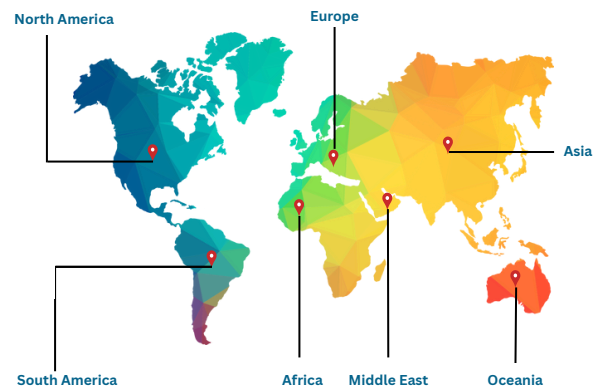 Europe
North America
Asia
South America
Africa
Middle East
Oceania